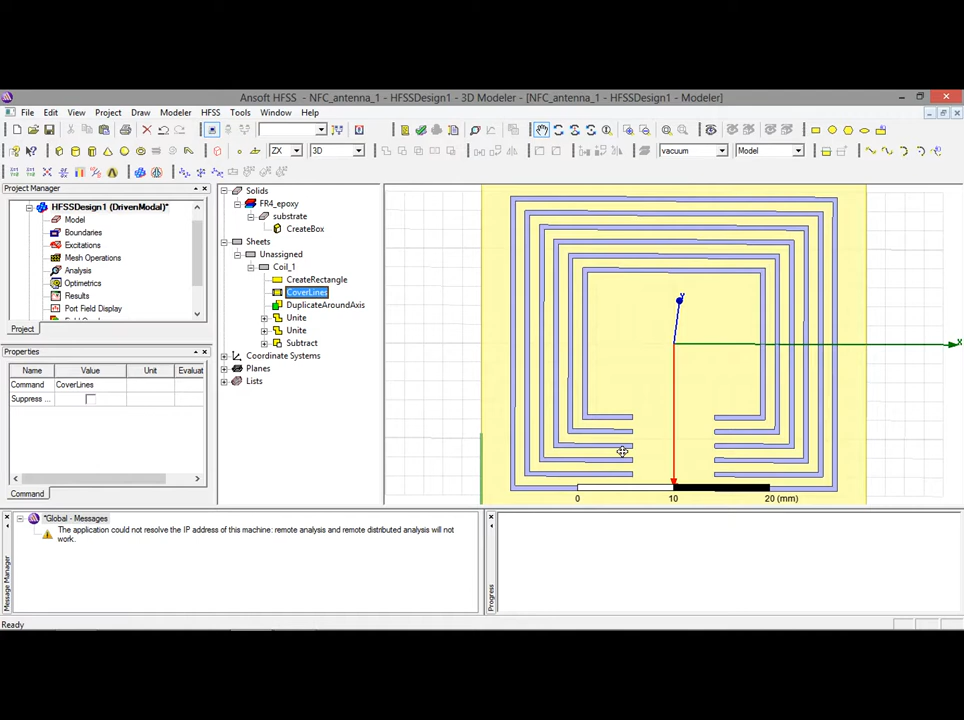 Ansoft HFSS - NFC_antenna_1 - HFSSDesign1 - 3D Modeler - [NFC_antenna_1 - HFSSDesign1 - Modeler]
File Edit View Project Draw Modeler HFSS Tools Window Help
ZX 3D vacuum Model
Project Manager
HFSSDesign1 (DrivenModal)*
Model
Boundaries
Excitations
Mesh Operations
Analysis
Optimetrics
Results
Port Field Display
Project
Properties
Name Value Unit Evaluat
Command CoverLines
Suppress ...
Command
Solids
FR4_epoxy
substrate
CreateBox
Sheets
Unassigned
Coil_1
CreateRectangle
CoverLines
DuplicateAroundAxis
Unite
Unite
Subtract
Coordinate Systems
Planes
Lists
y
X
0 10 20 (mm)
Message Manager
*Global - Messages
The application could not resolve the IP address of this machine: remote analysis and remote distributed analysis will not
work.
Progress
Ready